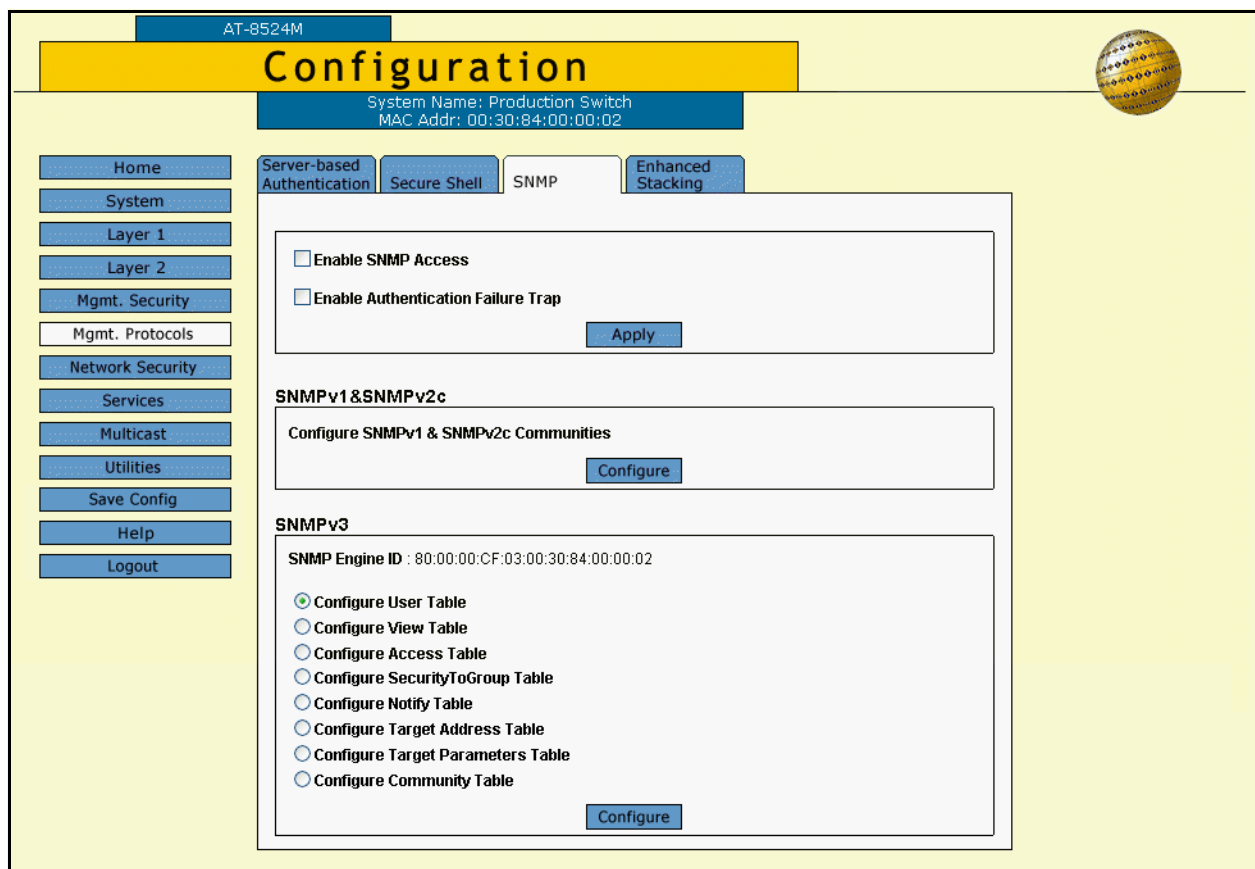 AT-8524M
Configuration
System Name: Production Switch
MAC Addr: 00:30:84:00:00:02
Home
System
Layer 1
Layer 2
Mgmt. Security
Mgmt. Protocols
Network Security
Services
Multicast
Utilities
Save Config
Help
Logout
Server-based
Authentication
Secure Shell
SNMP
Enhanced
Stacking
Enable SNMP Access
Enable Authentication Failure Trap
Apply
SNMPv1&SNMPv2c
Configure SNMPv1 & SNMPv2c Communities
Configure
SNMPv3
SNMP Engine ID : 80:00:00:CF:03:00:30:84:00:00:02
Configure User Table
Configure View Table
Configure Access Table
Configure SecurityToGroup Table
Configure Notify Table
Configure Target Address Table
Configure Target Parameters Table
Configure Community Table
Configure